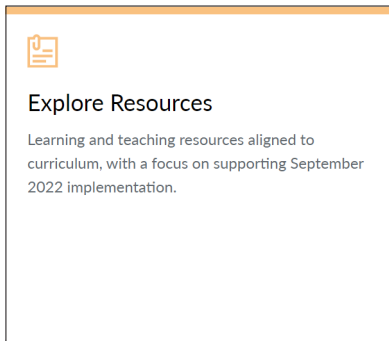 Explore Resources
Learning and teaching resources aligned to
curriculum, with a focus on supporting September
2022 implementation.